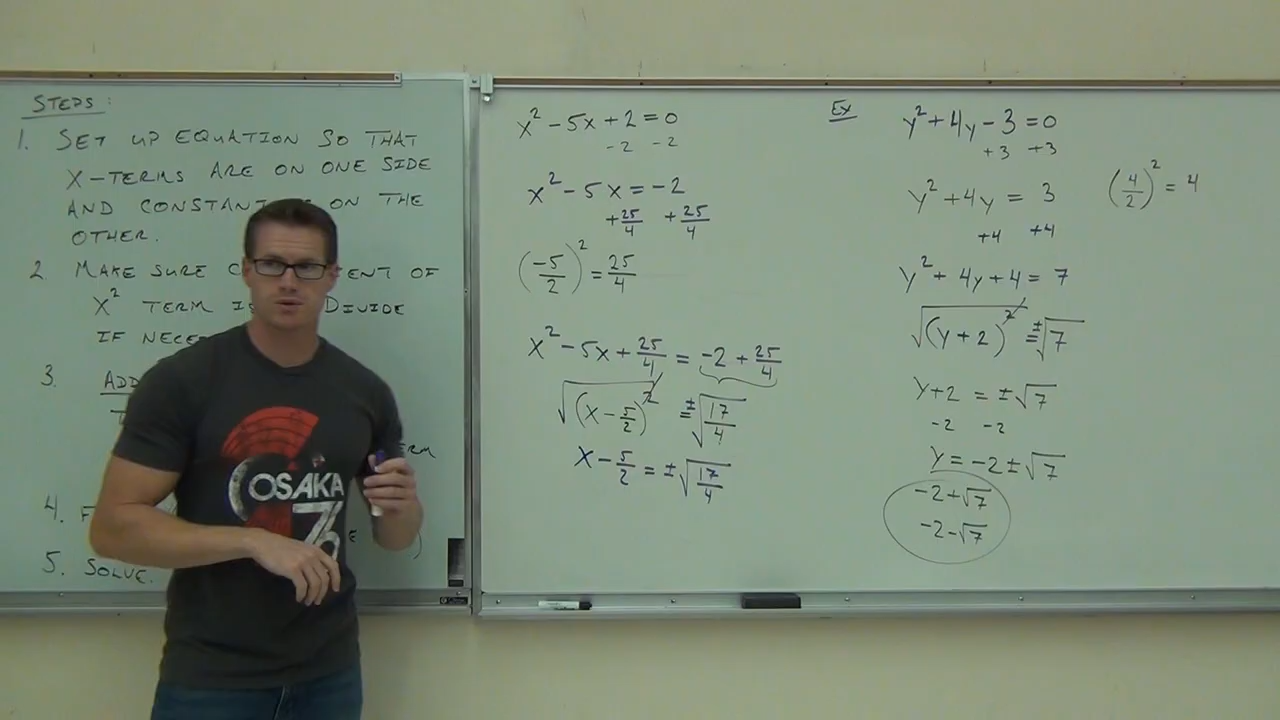 STEPS:
1. SET UP EQUATION SO THAT
X-TERMS ARE ON ONE SIDE
AND CONSTANT ON THE
OTHER.
2 MAKE SURE C ENT OF
X² TERM I DIVIDE
IF NECE
3. ADD
ERM
4. F
E )
5. SOLVE.
OSAKA
76
x² - 5x + 2 = 0
-2 -2
x² - 5x = -2
+25/4 +25/4
(-5/2)² = 25/4
x² - 5x + 25/4 = -2 + 25/4
√(x - 5/2)² = ±√17/4
x - 5/2 = ±√17/4
Ex
y² + 4y - 3 = 0
+3 +3
y² + 4y = 3
+4 +4
(4/2)² = 4
y² + 4y + 4 = 7
√(y + 2)² = ±√7
y + 2 = ±√7
-2 -2
y = -2 ± √7
-2 + √7
-2 - √7